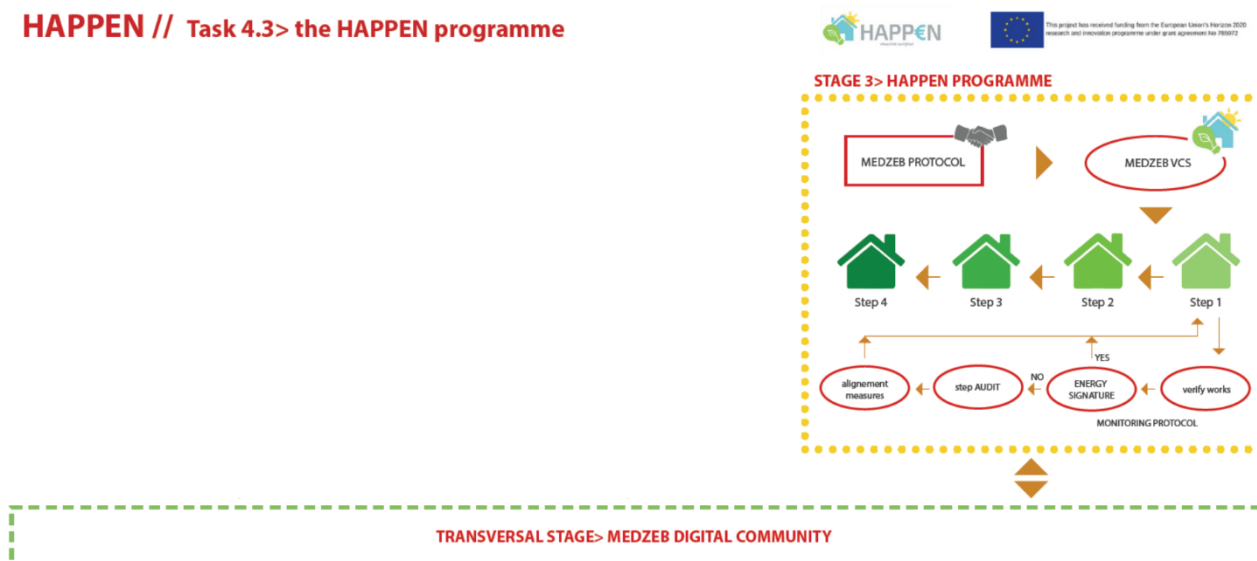 HAPPEN // Task 4.3> the HAPPEN programme
HAPP€N
This project has received funding from the European Union's Horizon 2020
research and innovation programme under grant agreement No 785072
STAGE 3> HAPPEN PROGRAMME
MEDZEB PROTOCOL
MEDZEB VCS
Step 4
Step 3
Step 2
Step 1
YES
NO
alignement
measures
step AUDIT
ENERGY
SIGNATURE
verify works
MONITORING PROTOCOL
TRANSVERSAL STAGE> MEDZEB DIGITAL COMMUNITY